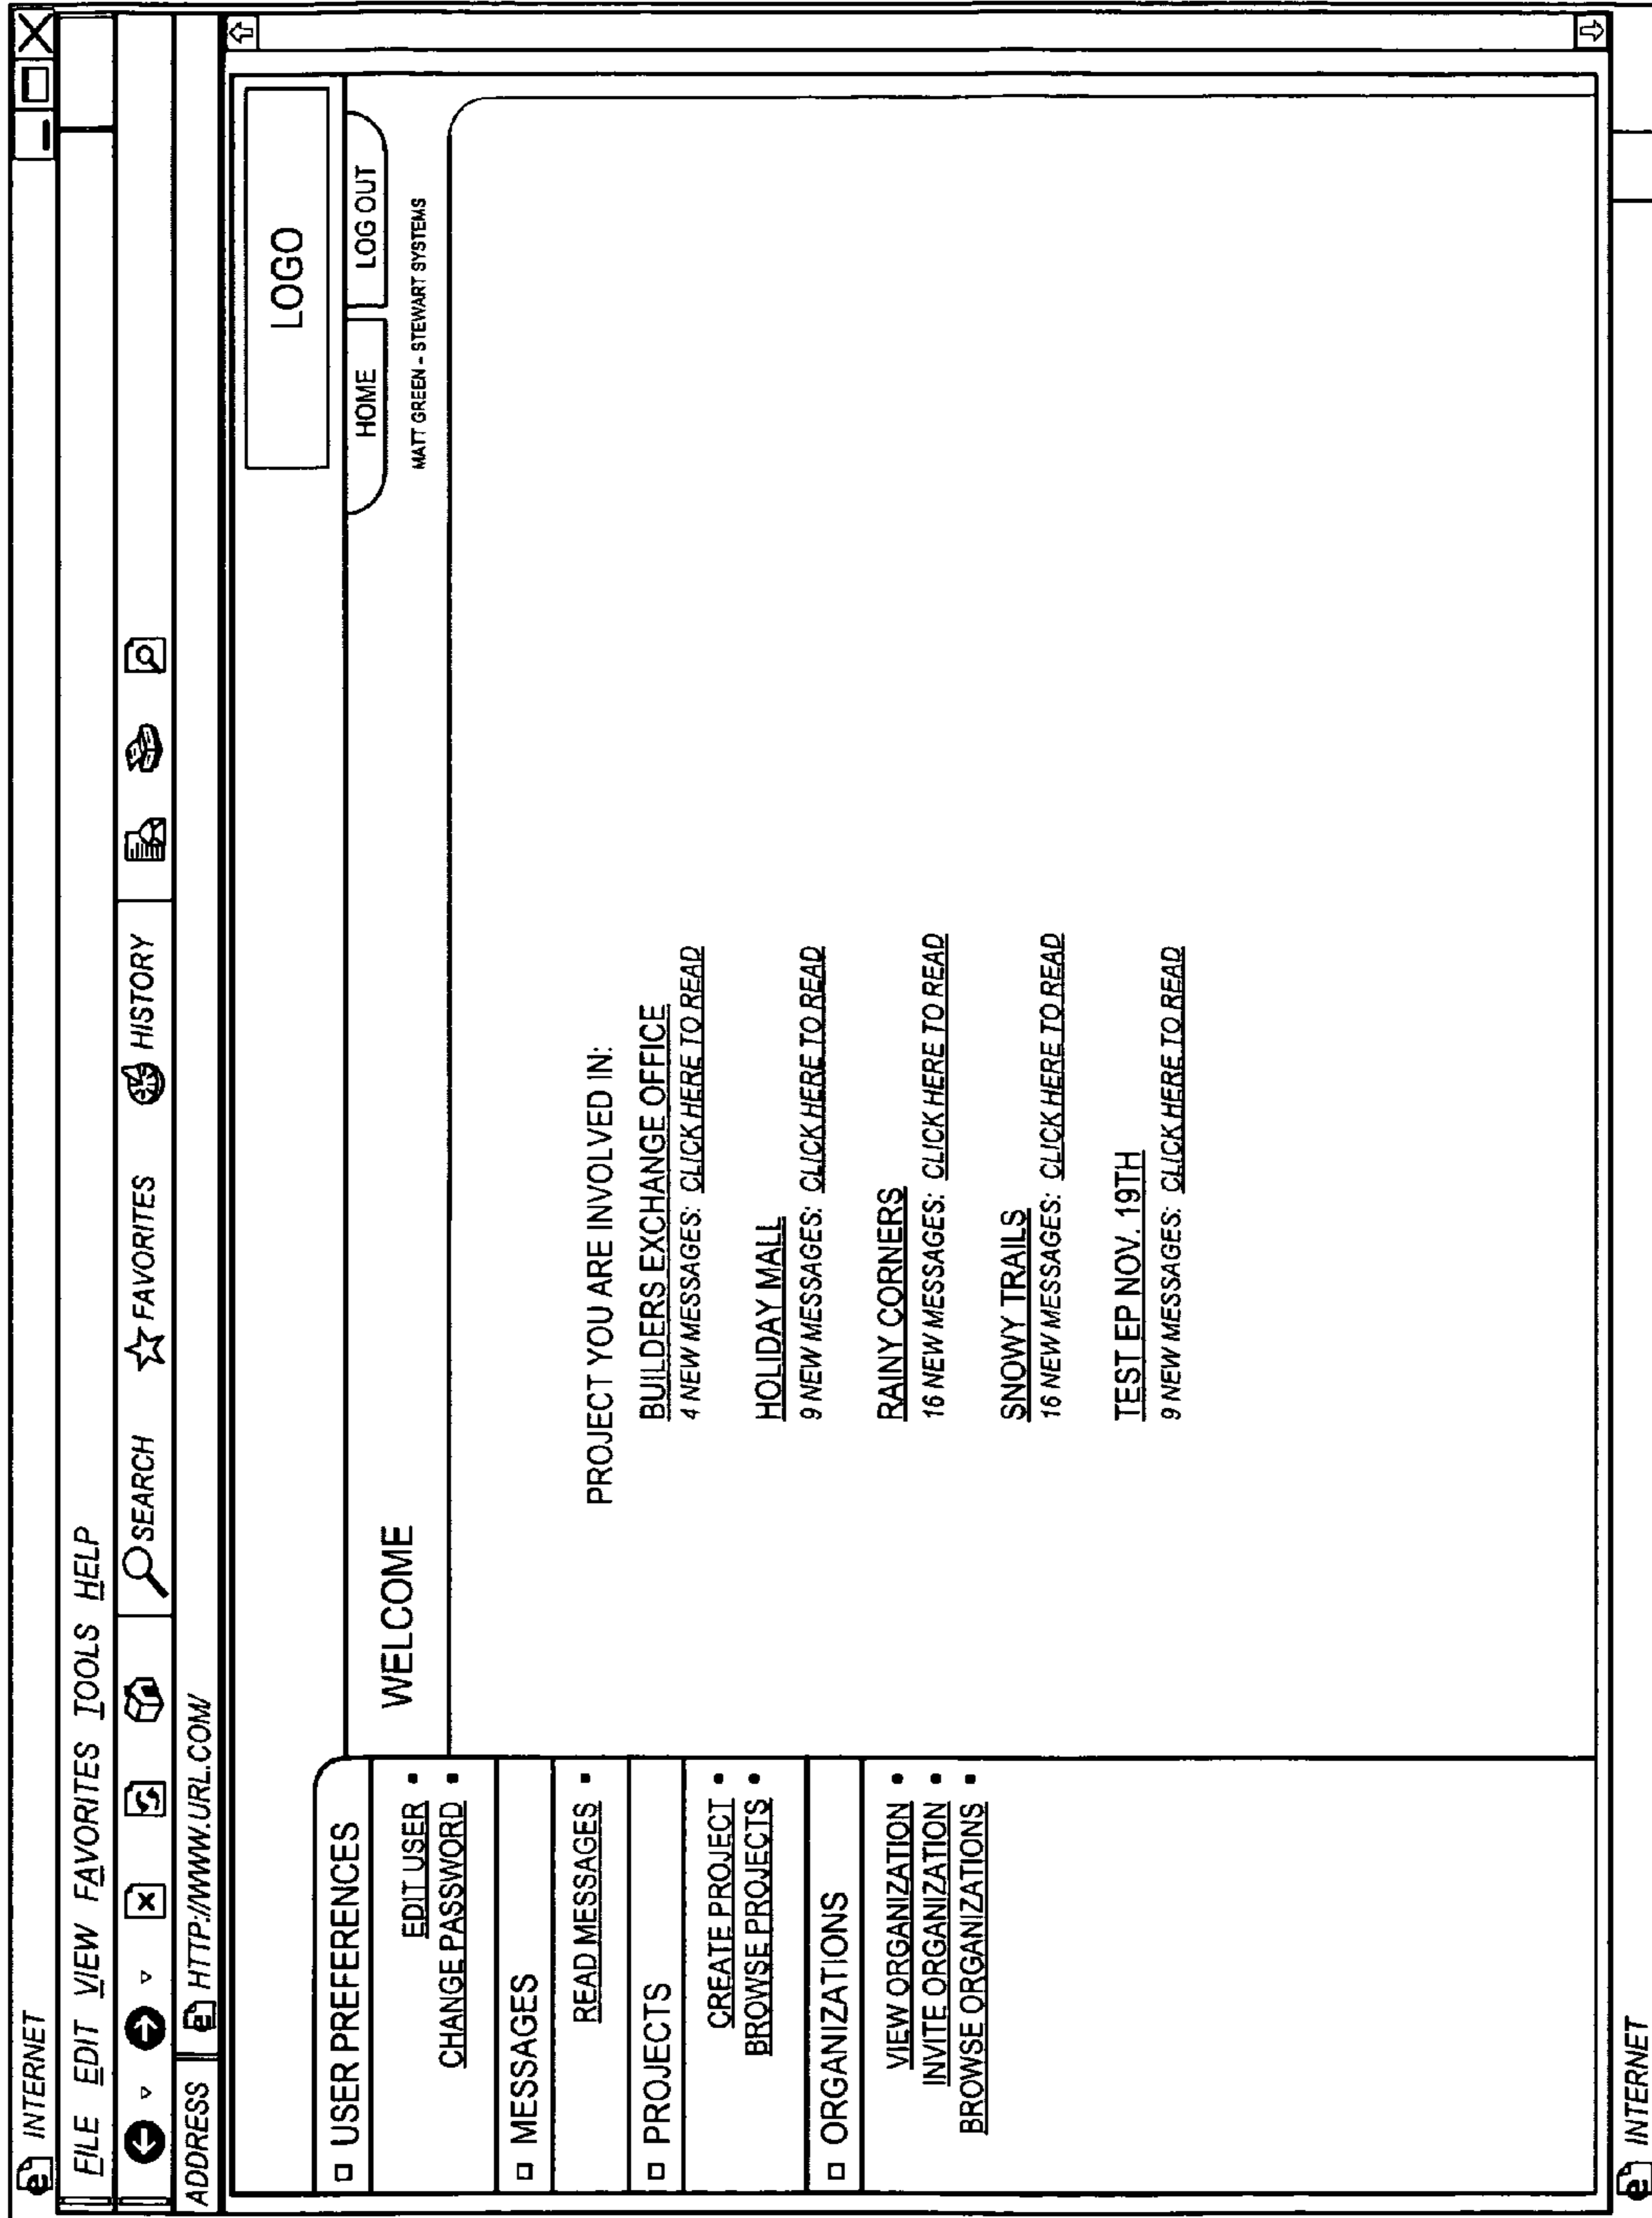 INTERNET
FILE EDIT VIEW FAVORITES TOOLS HELP
SEARCH FAVORITES HISTORY
ADDRESS HTTP://WWW.URL.COM/
LOGO
HOME LOG OUT
WELCOME
MATT GREEN - STEWART SYSTEMS
USER PREFERENCES
EDIT USER
CHANGE PASSWORD
MESSAGES
READ MESSAGES
PROJECTS
CREATE PROJECT
BROWSE PROJECTS
ORGANIZATIONS
VIEW ORGANIZATION
INVITE ORGANIZATION
BROWSE ORGANIZATIONS
PROJECT YOU ARE INVOLVED IN:
BUILDERS EXCHANGE OFFICE
4 NEW MESSAGES: CLICK HERE TO READ
HOLIDAY MALL
9 NEW MESSAGES: CLICK HERE TO READ
RAINY CORNERS
16 NEW MESSAGES: CLICK HERE TO READ
SNOWY TRAILS
16 NEW MESSAGES: CLICK HERE TO READ
TEST EP NOV. 19TH
9 NEW MESSAGES: CLICK HERE TO READ
INTERNET